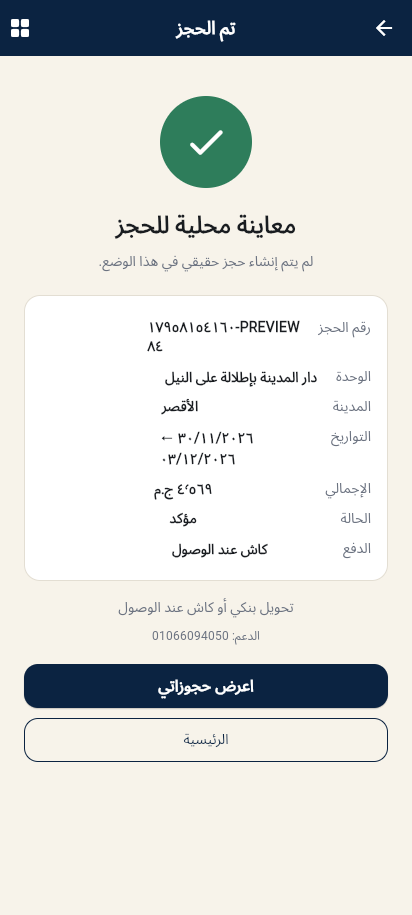 تم الحجز
معاينة محلية للحجز
لم يتم إنشاء حجز حقيقي في هذا الوضع.
رقم الحجز PREVIEW-١٧٩٥٨١٥٤١٦٠
٨٤
الوحدة دار المدينة بإطلالة على النيل
المدينة الأقصر
التواريخ ٣٠/١١/٢٠٢٦ ←
٠٣/١٢/٢٠٢٦
الإجمالي ٤٬٥٦٩ ج.م
الحالة مؤكد
الدفع كاش عند الوصول
تحويل بنكي أو كاش عند الوصول
الدعم: 01066094050
اعرض حجوزاتي
الرئيسية